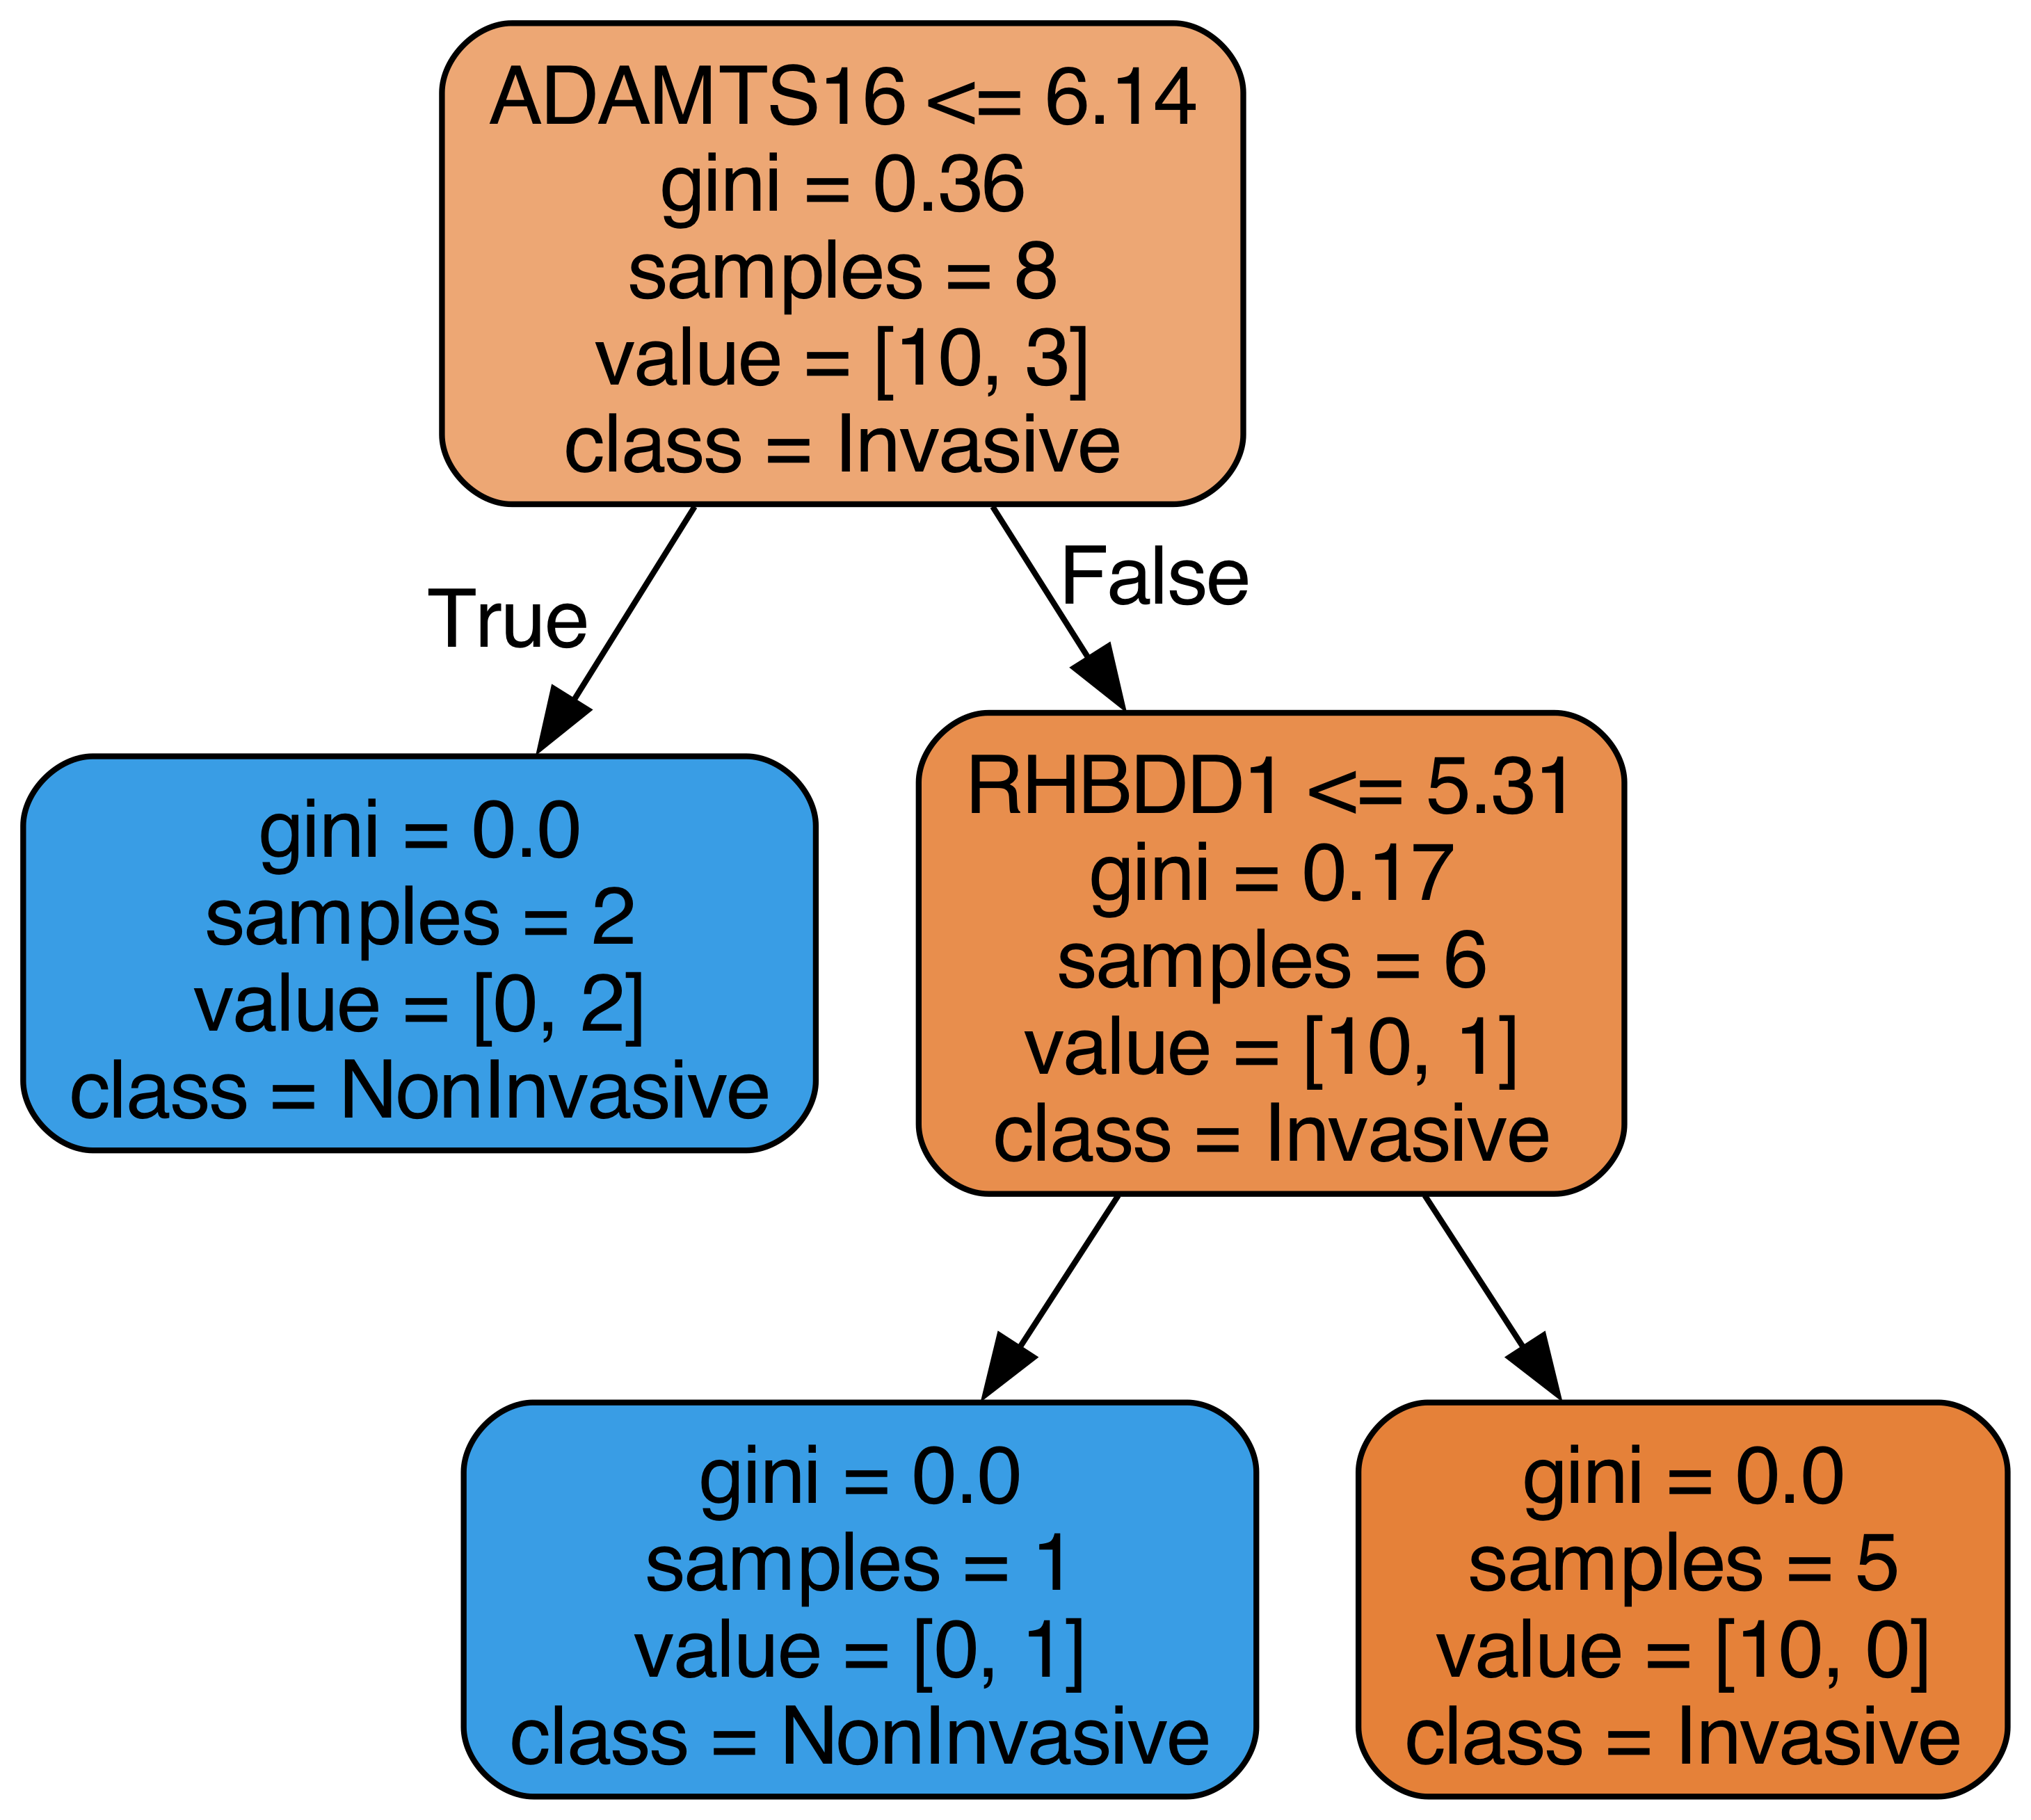 ADAMTS16 <= 6.14
gini = 0.36
samples = 8
value = [10, 3]
class = Invasive
True
False
gini = 0.0
samples = 2
value = [0, 2]
class = NonInvasive
RHBDD1 <= 5.31
gini = 0.17
samples = 6
value = [10, 1]
class = Invasive
gini = 0.0
samples = 1
value = [0, 1]
class = NonInvasive
gini = 0.0
samples = 5
value = [10, 0]
class = Invasive